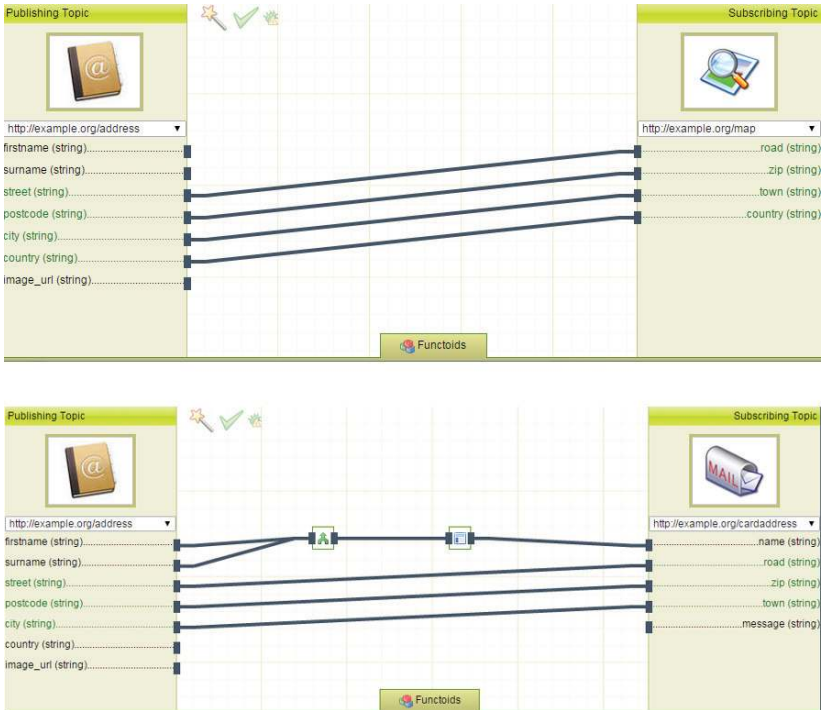 Publishing Topic
Subscribing Topic
@
http://example.org/address
http://example.org/map
firstname (string)
surname (string)
street (string)
postcode (string)
city (string)
country (string)
image_url (string)
road (string)
zip (string)
town (string)
country (string)
Functoids
Publishing Topic
Subscribing Topic
@
MAIL
http://example.org/address
http://example.org/cardaddress
firstname (string)
surname (string)
street (string)
postcode (string)
city (string)
country (string)
image_url (string)
name (string)
road (string)
zip (string)
town (string)
message (string)
Functoids